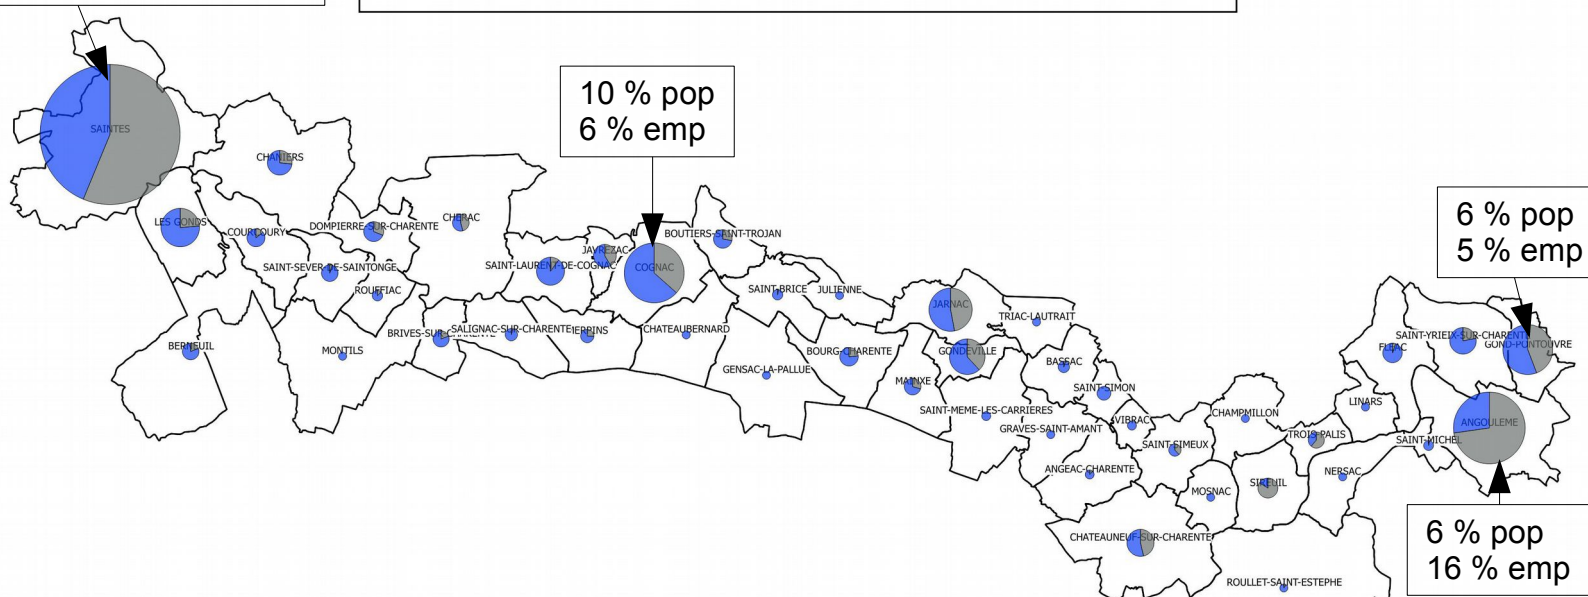 10 % pop
6 % emp
6 % pop
5 % emp
SAINTES
CHANIERS
LES GONDS
COURCOURY
DOMPIERRE-SUR-CHARENTE
CHERAC
SAINT-SEVER-DE-SAINTONGE
ROUFFIAC
SAINT-LAURENT-DE-COGNAC
JAVREZAC
COGNAC
BOUTIERS-SAINT-TROJAN
SAINT-BRICE
JULIENNE
BERNEUIL
MONTILS
BRIVES-SUR-CHARENTE
SALIGNAC-SUR-CHARENTE
CHATEAUBERNARD
JARNAC
TRIAC-LAUTRAIT
GENSAC-LA-PALLUE
BOURG-CHARENTE
GONDEVILLE
BASSAC
MAINXE
SAINT-SIMON
SAINT-MEME-LES-CARRIERES
GRAVES-SAINT-AMANT
VIBRAC
ANGEAC-CHARENTE
SAINT-SIMEUX
CHAMPMILLON
MOSNAC
SIREUIL
TROIS-PALIS
NERSAC
LINARS
FLEAC
SAINT-YRIEIX-SUR-CHARENTE
GOND-PONTOUVRE
ANGOULEME
SAINT-MICHEL
CHATEAUNEUF-SUR-CHARENTE
ROULLET-SAINT-ESTEPHE
6 % pop
16 % emp